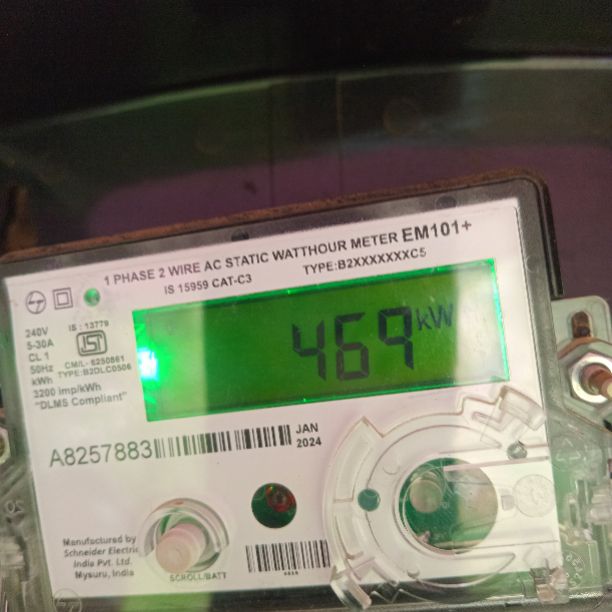 1 PHASE 2 WIRE AC STATIC WATTHOUR METER EM101+
IS 15959 CAT-C3 TYPE:B2XXXXXXXC5
240V
5-30A
CL 1
50Hz
kWh
3200 imp/kWh
"DLMS Compliant"
IS : 13779
ISI
CM/L- 6250861
TYPE:B2DLC0506
469 kW
A8257883
JAN
2024
Manufactured by
Schneider Electric
India Pvt. Ltd.
Mysuru, India
SCROLL/BATT